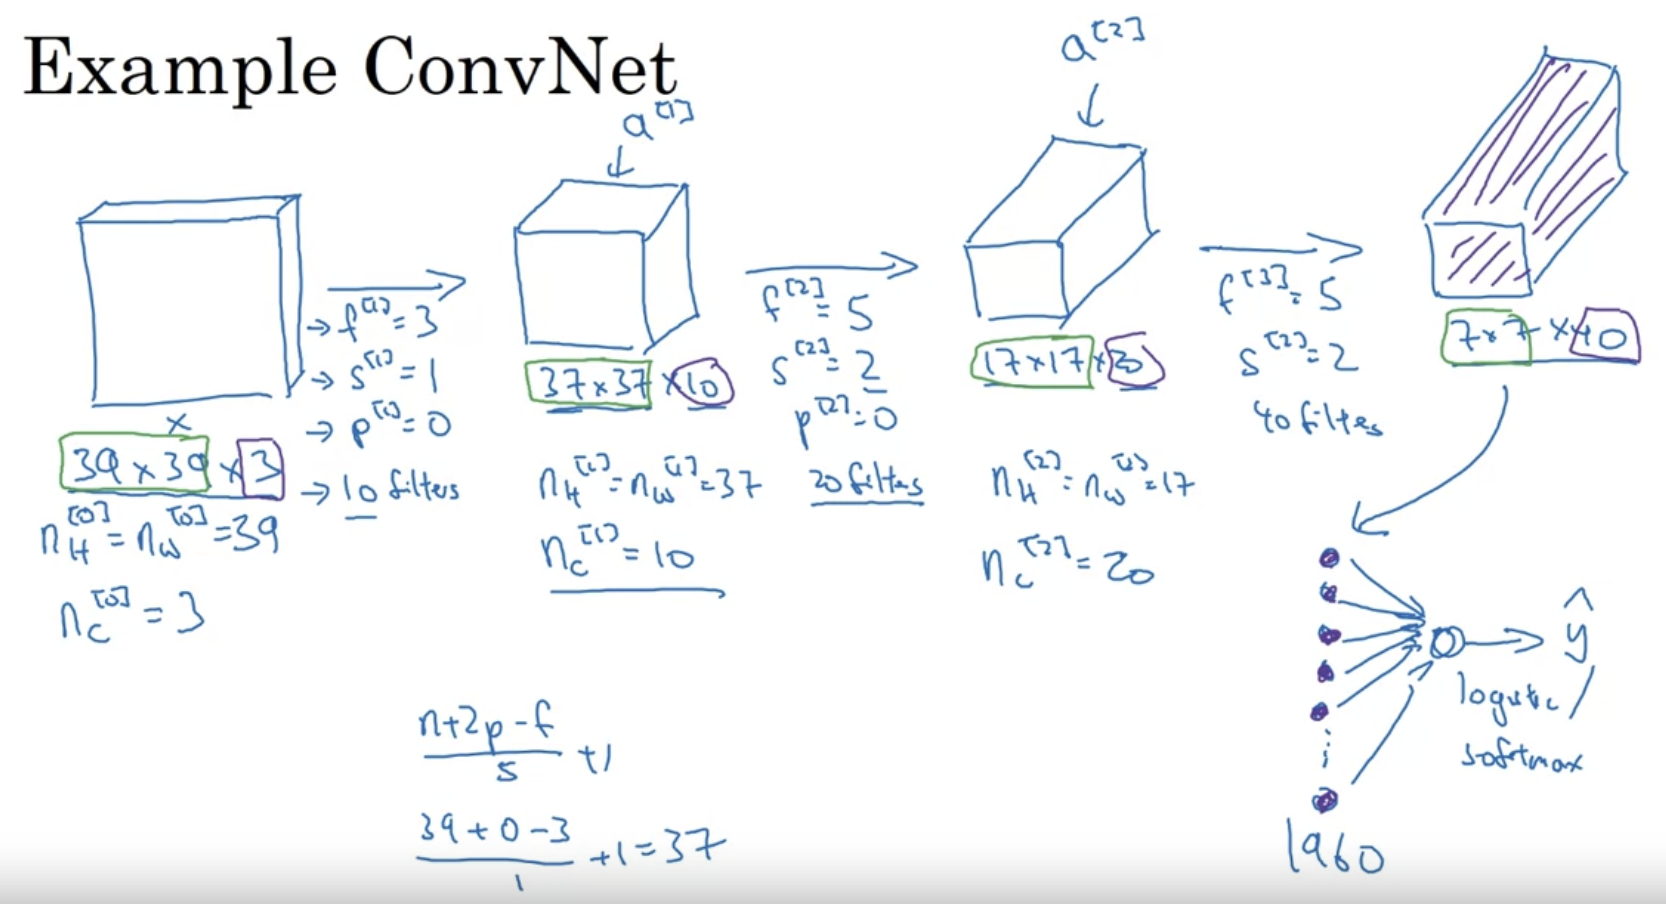 Example ConvNet
a^[1]
a^[2]
x
39 x 39 x 3
n_H^[0] = n_W^[0] = 39
n_C^[0] = 3
→ f^[1] = 3
→ s^[1] = 1
→ p^[1] = 0
→ 10 filters
37 x 37 x 10
n_H^[1] = n_W^[1] = 37
n_C^[1] = 10
f^[2] = 5
s^[2] = 2
p^[2] = 0
20 filters
17 x 17 x 20
n_H^[2] = n_W^[2] = 17
n_C^[2] = 20
f^[3] = 5
s^[2] = 2
40 filters
7 x 7 x 40
ŷ
logistic /
softmax
1960
(n+2p-f)/s +1
(39+0-3)/1 +1 = 37